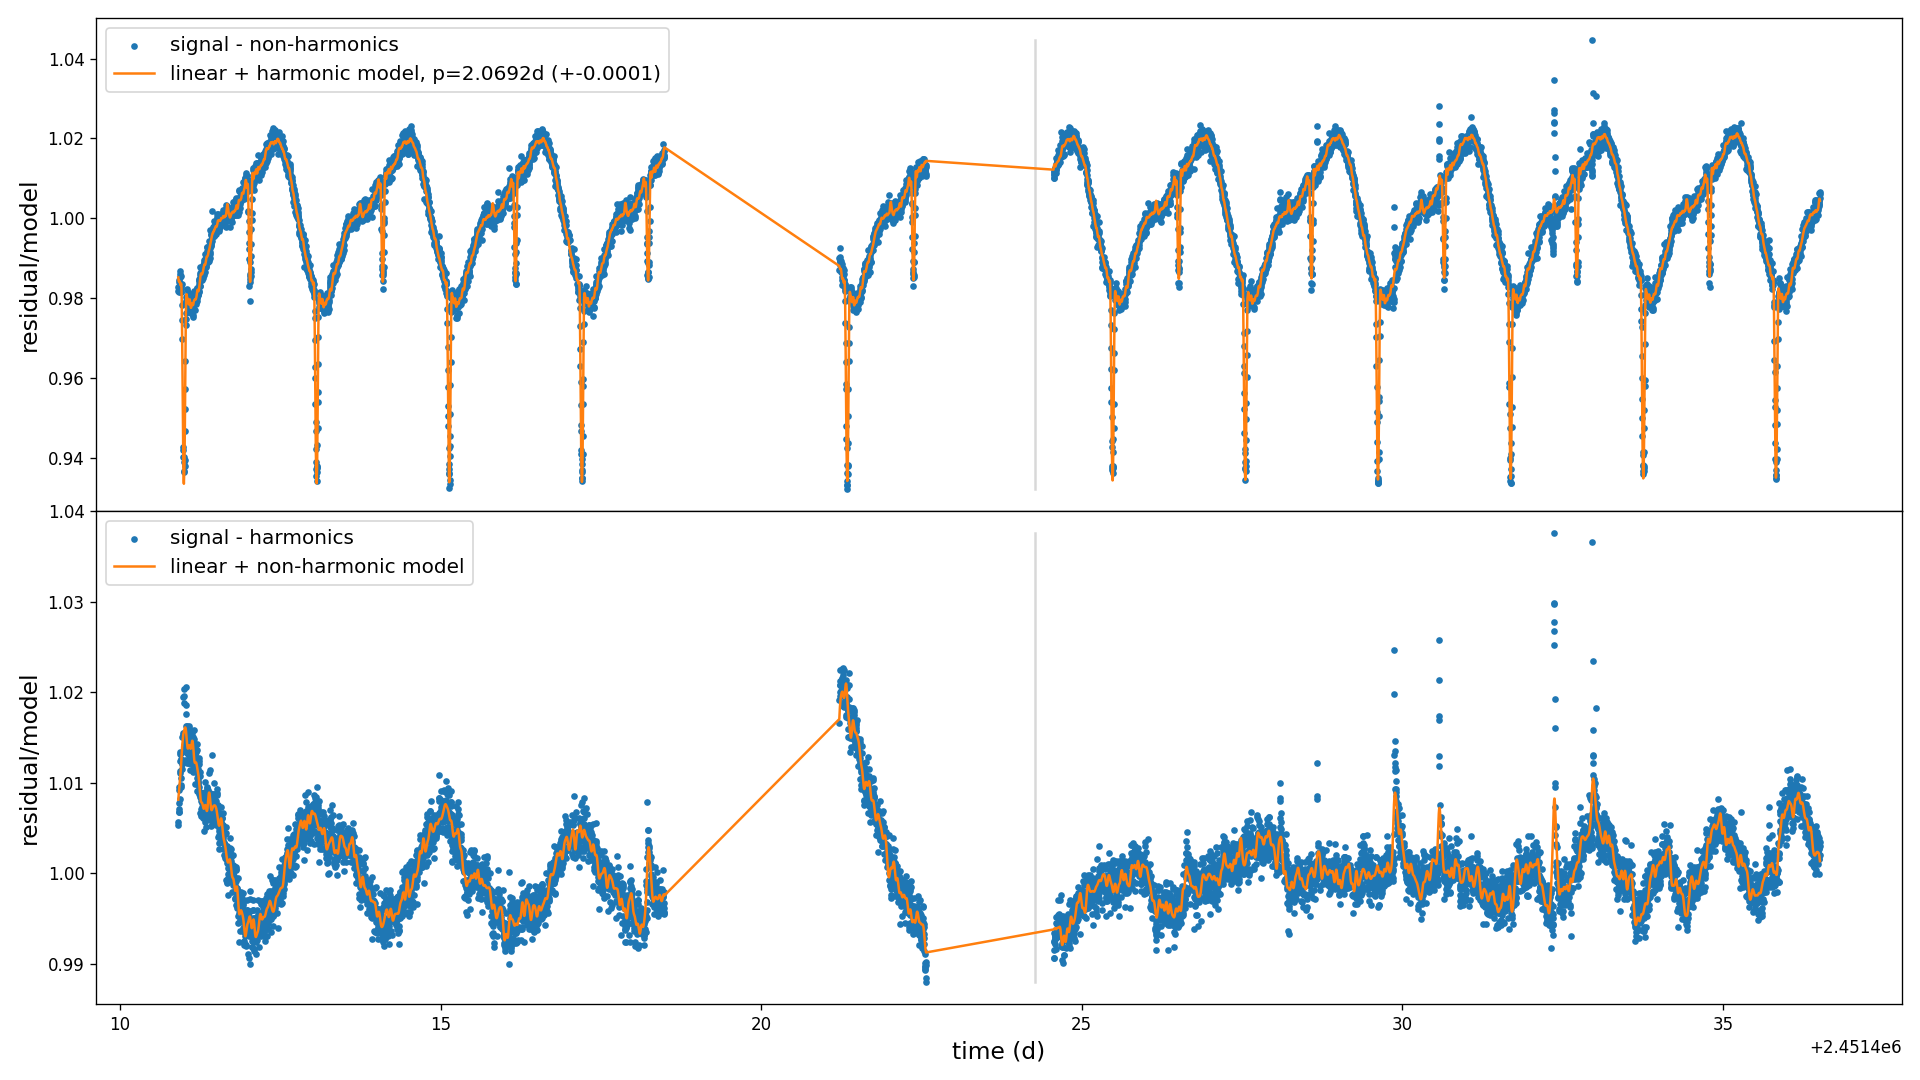 signal - non-harmonics
linear + harmonic model, p=2.0692d (+-0.0001)
1.04
1.02
1.00
0.98
0.96
0.94
residual/model
signal - harmonics
linear + non-harmonic model
1.04
1.03
1.02
1.01
1.00
0.99
residual/model
10
15
20
25
30
35
time (d)
+2.4514e6